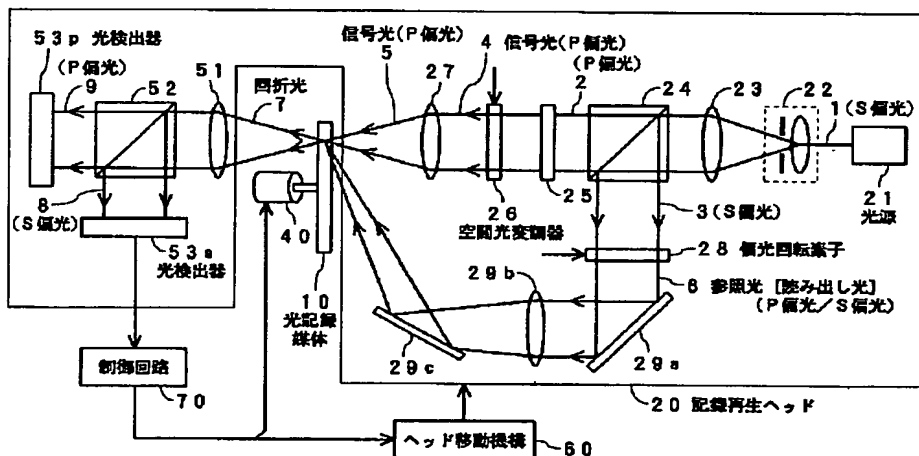 53p 光検出器
(P偏光)
9
52
51
回折光
7
信号光(P偏光)
5
27
4 信号光(P偏光)
(P偏光)
2
24
23
22
1(S偏光)
21
光源
8
(S偏光)
53s
光検出器
40
26
空間光変調器
25
3(S偏光)
28 偏光回転素子
6 参照光 [読み出し光]
(P偏光/S偏光)
10
光記録
媒体
29b
29c
29a
制御回路
70
20 記録再生ヘッド
ヘッド移動機構
60